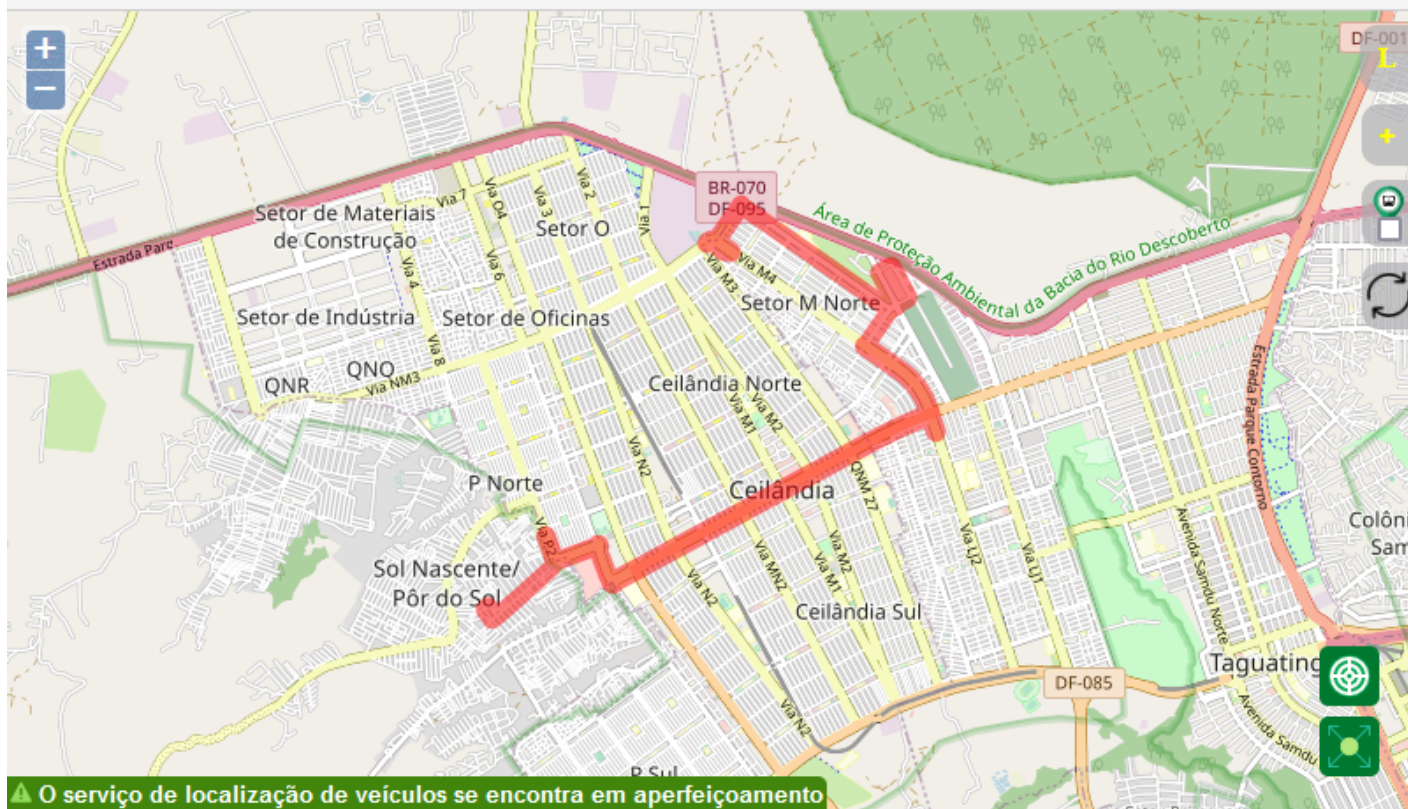 +
−
DF-001
L
+
BR-070
DF-095
Área de Proteção Ambiental da Bacia do Rio Descoberto
Estrada Parc
Setor de Materiais
de Construção
Via 7
Via O4
Via 3
Via 2
Via 1
Setor O
Via 6
Via 4
Via M3
Via M4
Setor M Norte
Setor de Indústria
Setor de Oficinas
Via 8
QNQ
QNR
Via NM3
Ceilândia Norte
Via M1
Via M2
Via N2
Estrada Parque Contorno
P Norte
Ceilândia
QNM 27
Via P2
Sol Nascente/
Pôr do Sol
Via N2
Via MN2
Via M2
Via M1
Via LJ2
Via LJ1
Avenida Samdu Norte
Colôni
Sam
Ceilândia Sul
Taguating
DF-085
Via N2
Avenida Samdu
P Sul
O serviço de localização de veículos se encontra em aperfeiçoamento